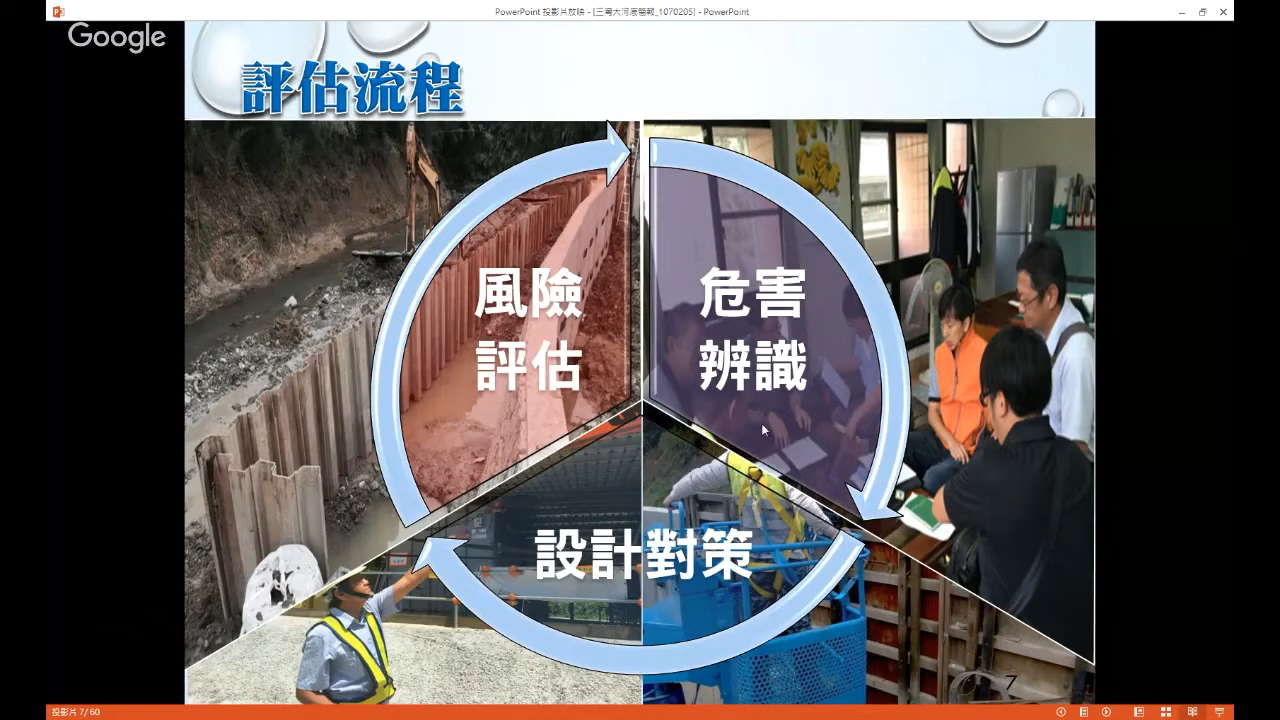 PowerPoint 投影片放映 - [三灣大河底簡報_1070205] - PowerPoint
Google
評估流程
風險
評估
危害
辨識
設計對策
7
投影片 7/ 60